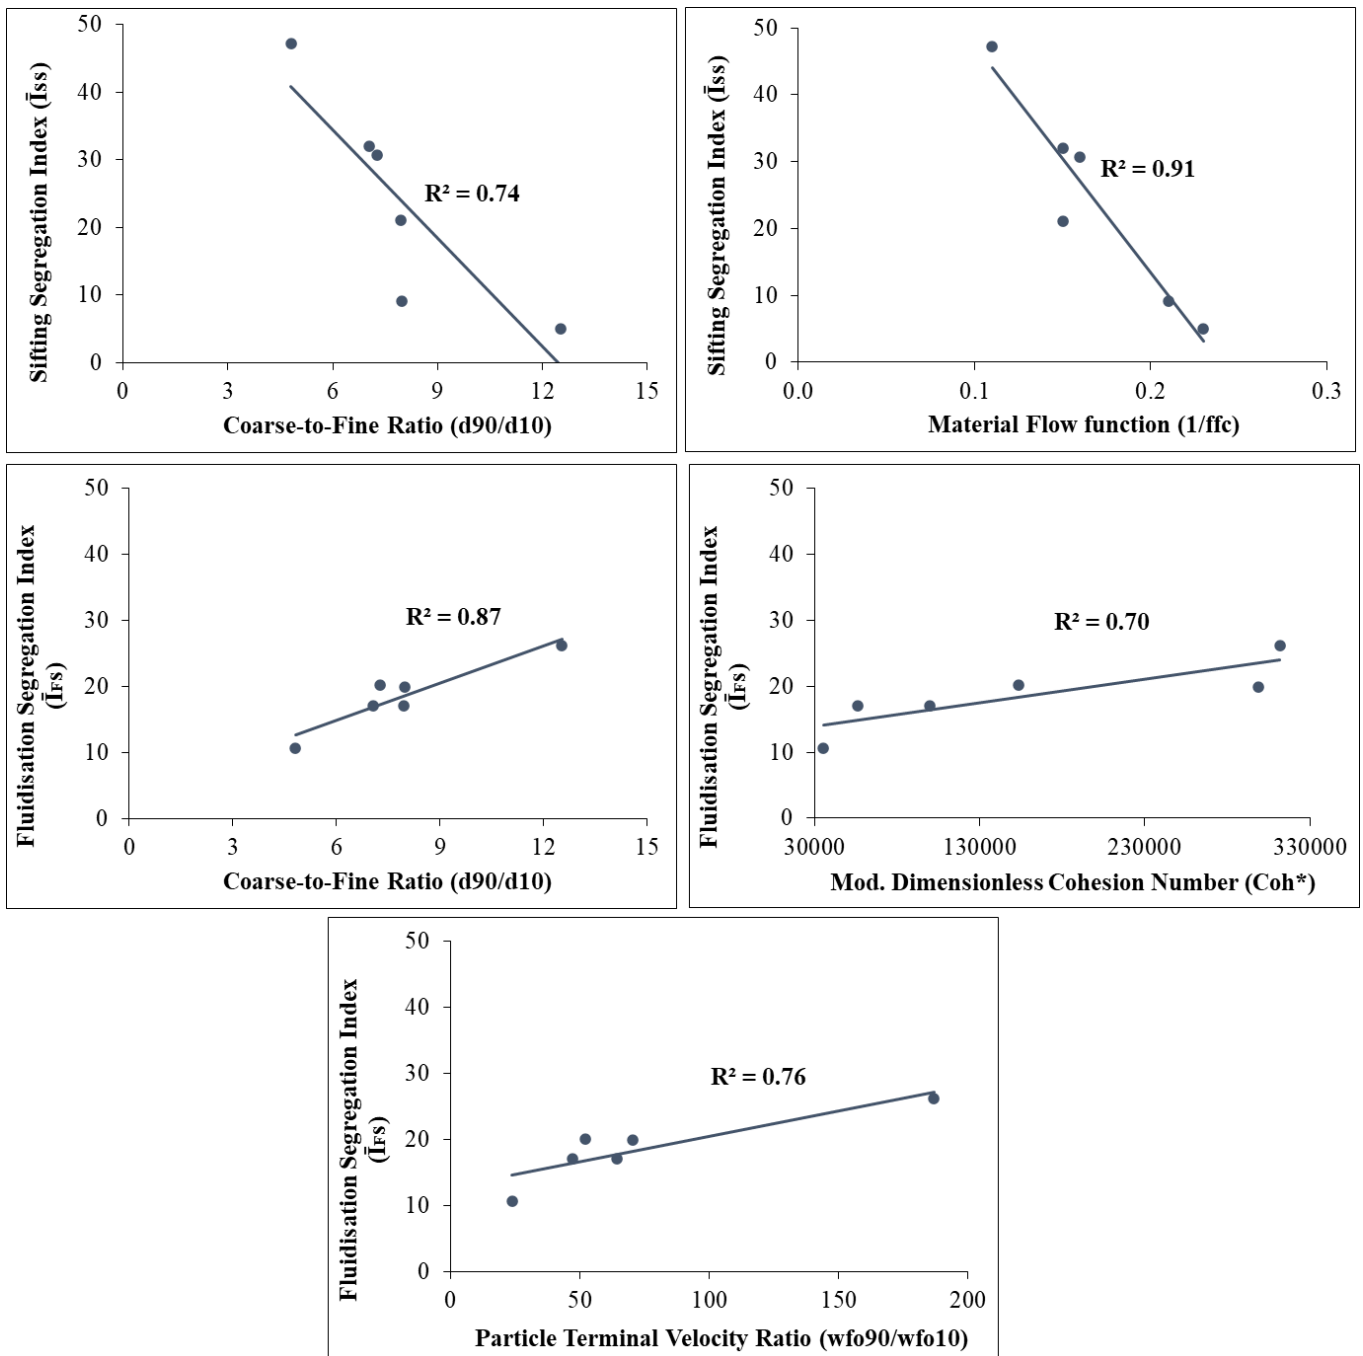 50
40
30
20
10
0
Sifting Segregation Index (Īss)
R² = 0.74
0 3 6 9 12 15
Coarse-to-Fine Ratio (d90/d10)
50
40
30
20
10
0
Sifting Segregation Index (Īss)
R² = 0.91
0.0 0.1 0.2 0.3
Material Flow function (1/ffc)
50
40
30
20
10
0
Fluidisation Segregation Index
(ĪFS)
R² = 0.87
0 3 6 9 12 15
Coarse-to-Fine Ratio (d90/d10)
50
40
30
20
10
0
Fluidisation Segregation Index
(ĪFS)
R² = 0.70
30000 130000 230000 330000
Mod. Dimensionless Cohesion Number (Coh*)
50
40
30
20
10
0
Fluidisation Segregation Index
(ĪFS)
R² = 0.76
0 50 100 150 200
Particle Terminal Velocity Ratio (wfo90/wfo10)